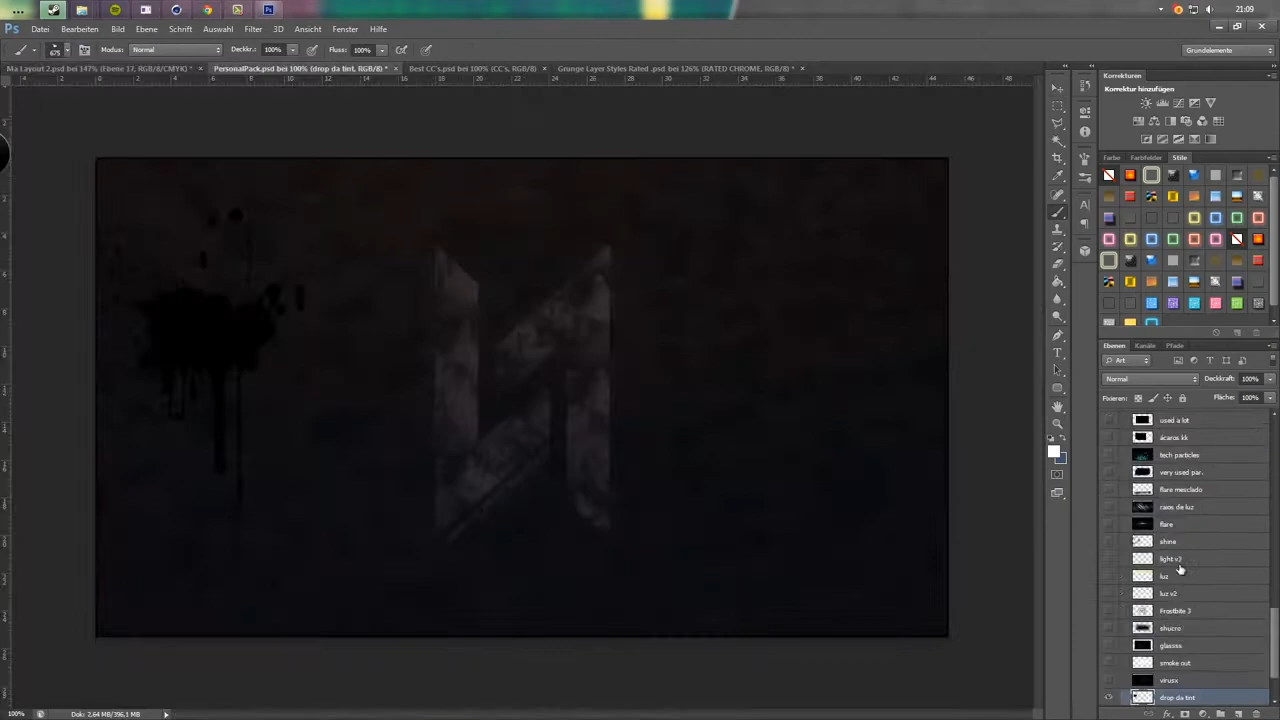 21:09
Ps Datei Bearbeiten Bild Ebene Schrift Auswahl Filter 3D Ansicht Fenster Hilfe
675 Modus: Normal Deckkr.: 100% Fluss: 100% Grundelemente
Ma Layout 2.psd bei 147% (Ebene 17, RGB/8/CMYK) * × PersonalPack.psd bei 100% (drop da tint, RGB/8) * × Best CC's.psd bei 100% (CC's, RGB/8) × Grunge Layer Styles Rated .psd bei 126% (RATED CHROME, RGB/8) * ×
Korrekturen
Korrektur hinzufügen
Farbe Farbfelder Stile
Ebenen Kanäle Pfade
Art
Normal Deckkraft: 100%
Fixieren: Fläche: 100%
used a lot
ácaros kk
tech particles
very used par.
flare mesclado
raios de luz
flare
shine
light v3
luz
luz v2
Frostbite 3
shucro
glassss
smoke out
virusx
drop da tint
100% Dok: 2,64 MB/396,1 MB